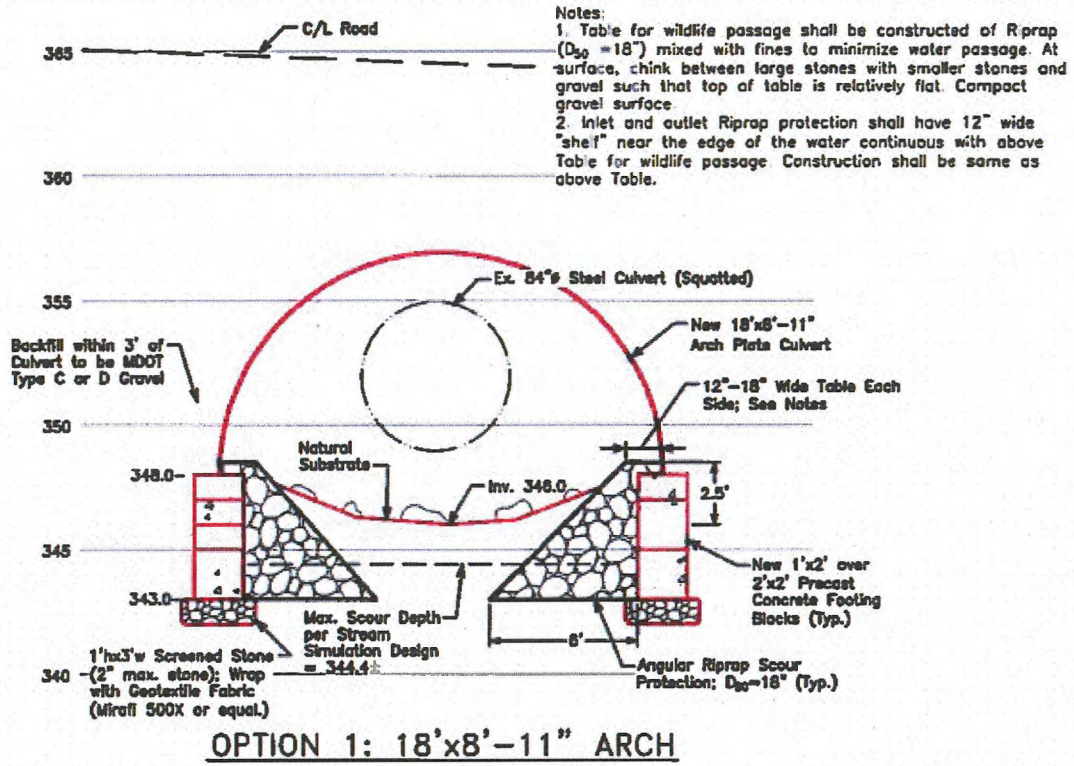 C/L Road
Notes:
1. Table for wildlife passage shall be constructed of Riprap
(D50 =18") mixed with fines to minimize water passage. At
surface, chink between large stones with smaller stones and
gravel such that top of table is relatively flat. Compact
gravel surface.
2. Inlet and outlet Riprap protection shall have 12" wide
"shelf" near the edge of the water continuous with above
Table for wildlife passage. Construction shall be same as
above Table.
365
360
355
350
348.0-
345
343.0-
340
Ex. 84"ø Steel Culvert (Squatted)
New 18'x8'-11"
Arch Plate Culvert
Backfill within 3' of
Culvert to be MDOT
Type C or D Gravel
12"-18" Wide Table Each
Side; See Notes
Natural
Substrate
Inv. 346.0
2.5'
New 1'x2' over
2'x2' Precast
Concrete Footing
Blocks (Typ.)
Max. Scour Depth
per Stream
Simulation Design
= 344.4±
6'
1'hx3'w Screened Stone
(2" max. stone); Wrap
with Geotextile Fabric
(Mirafi 500X or equal.)
Angular Riprap Scour
Protection; D50=18" (Typ.)
OPTION 1: 18'x8'-11" ARCH